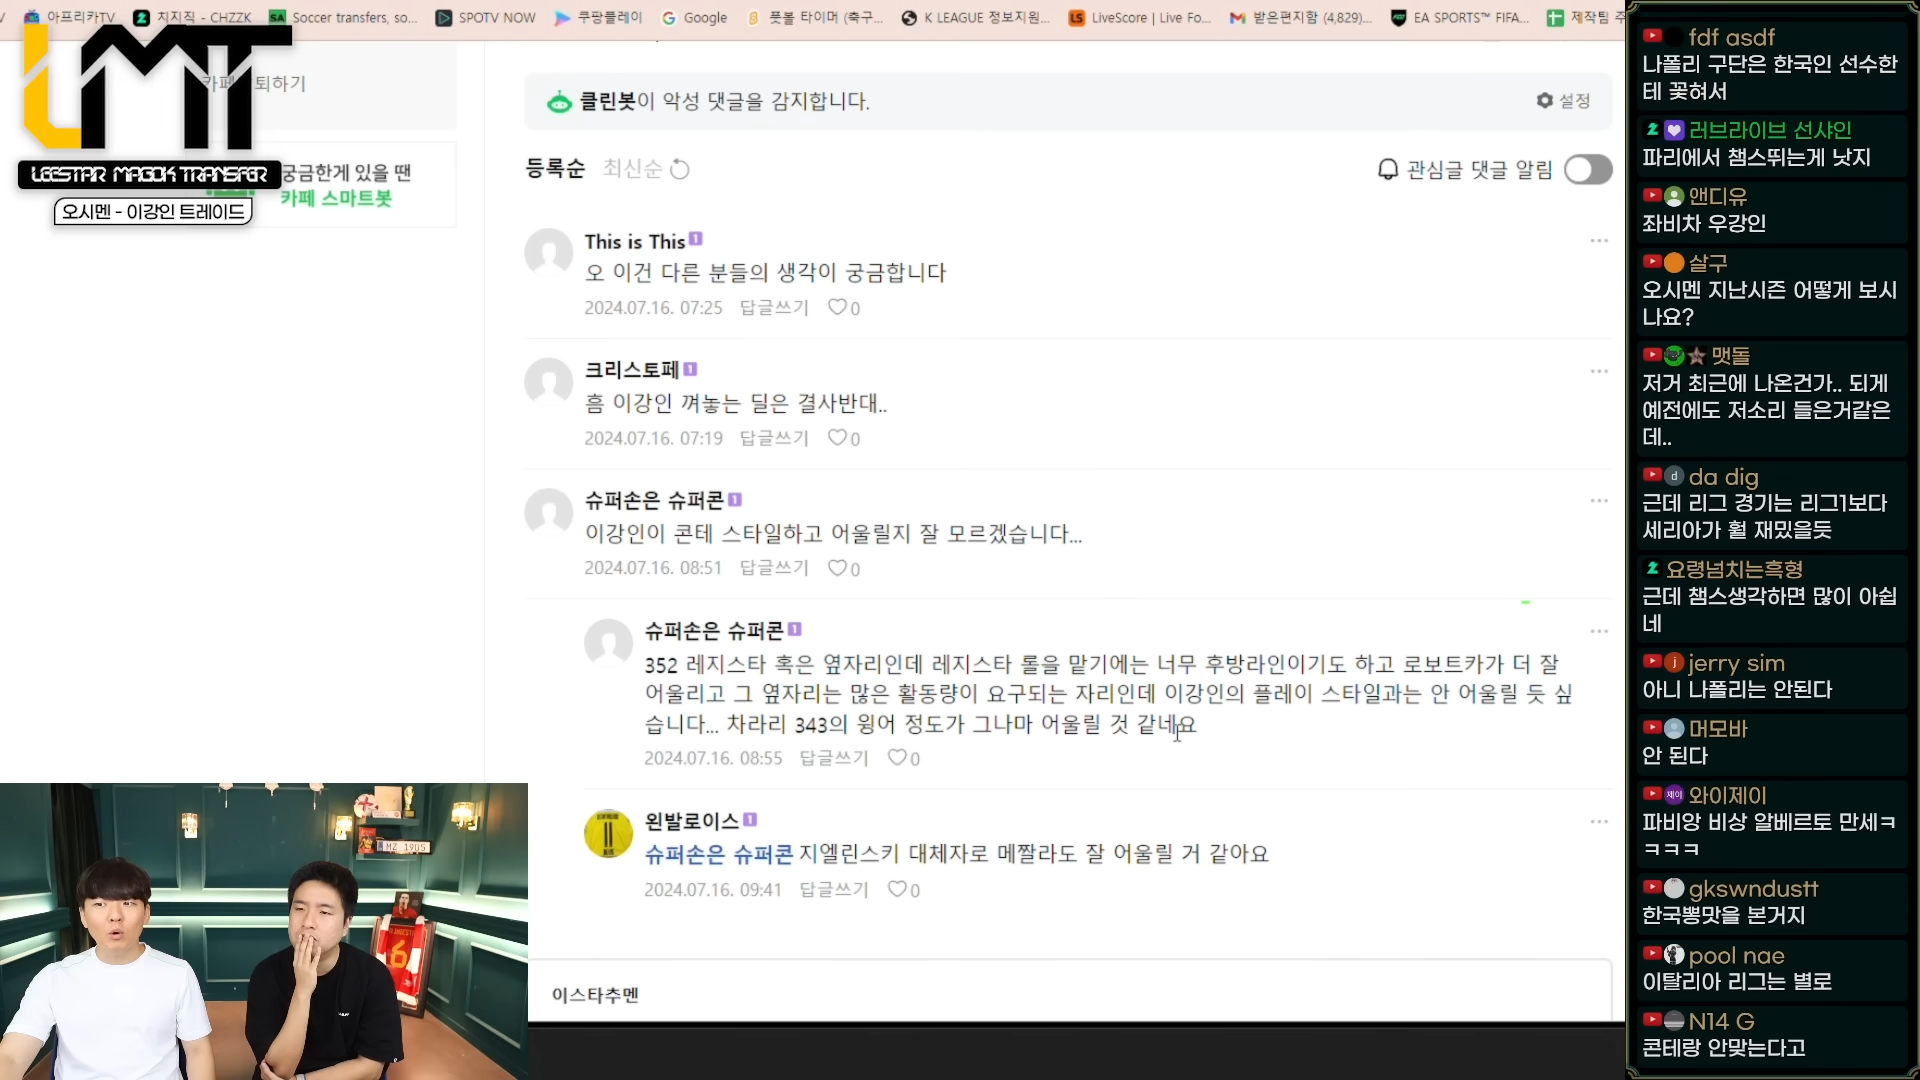 아프리카TV
치지직 - CHZZK
Soccer transfers, so...
SPOTV NOW
쿠팡플레이
Google
풋볼 타이머 (축구...
K LEAGUE 정보지원...
LiveScore | Live Fo...
받은편지함 (4,829)...
EA SPORTS™ FIFA...
제작팀
LMT
LEESTAR MAGOK TRANSFER
오시멘 - 이강인 트레이드
카페
퇴하기
궁금한게 있을 땐
카페 스마트봇
클린봇이 악성 댓글을 감지합니다.
설정
등록순 최신순
관심글 댓글 알림
This is This
오 이건 다른 분들의 생각이 궁금합니다
2024.07.16. 07:25 답글쓰기 0
크리스토페
흠 이강인 껴놓는 딜은 결사반대..
2024.07.16. 07:19 답글쓰기 0
슈퍼손은 슈퍼콘
이강인이 콘테 스타일하고 어울릴지 잘 모르겠습니다...
2024.07.16. 08:51 답글쓰기 0
슈퍼손은 슈퍼콘
352 레지스타 혹은 옆자리인데 레지스타 롤을 맡기에는 너무 후방라인이기도 하고 로보트카가 더 잘
어울리고 그 옆자리는 많은 활동량이 요구되는 자리인데 이강인의 플레이 스타일과는 안 어울릴 듯 싶
습니다... 차라리 343의 윙어 정도가 그나마 어울릴 것 같네요
2024.07.16. 08:55 답글쓰기 0
왼발로이스
슈퍼손은 슈퍼콘 지엘린스키 대체자로 메짤라도 잘 어울릴 거 같아요
2024.07.16. 09:41 답글쓰기 0
이스타추멘
MZ 1905
6
fdf asdf
나폴리 구단은 한국인 선수한
테 꽃혀서
러브라이브 선샤인
파리에서 챔스뛰는게 낫지
앤디유
좌비차 우강인
살구
오시멘 지난시즌 어떻게 보시
나요?
맷돌
저거 최근에 나온건가.. 되게
예전에도 저소리 들은거같은
데..
da dig
근데 리그 경기는 리그1보다
세리아가 훨 재밌을듯
요령넘치는흑형
근데 챔스생각하면 많이 아쉽
네
jerry sim
아니 나폴리는 안된다
머모바
안 된다
와이제이
파비앙 비상 알베르토 만세ㅋ
ㅋㅋㅋ
gkswndustt
한국뽕맛을 본거지
pool nae
이탈리아 리그는 별로
N14 G
콘테랑 안맞는다고